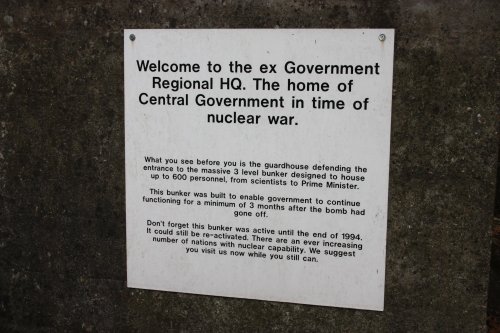 Welcome to the ex Government
Regional HQ. The home of
Central Government in time of
nuclear war.
What you see before you is the guardhouse defending the
entrance to the massive 3 level bunker designed to house
up to 600 personnel, from scientists to Prime Minister.
This bunker was built to enable government to continue
functioning for a minimum of 3 months after the bomb had
gone off.
Don't forget this bunker was active until the end of 1994.
It could still be re-activated. There are an ever increasing
number of nations with nuclear capability. We suggest
you visit us now while you still can.